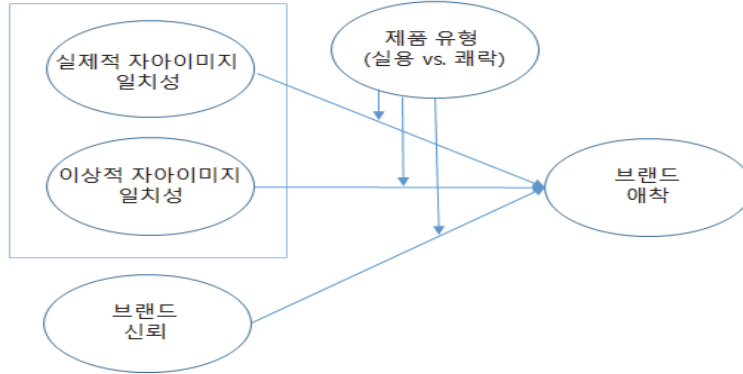 실제적 자아이미지
일치성
제품 유형
(실용 vs. 쾌락)
이상적 자아이미지
일치성
브랜드
애착
브랜드
신뢰